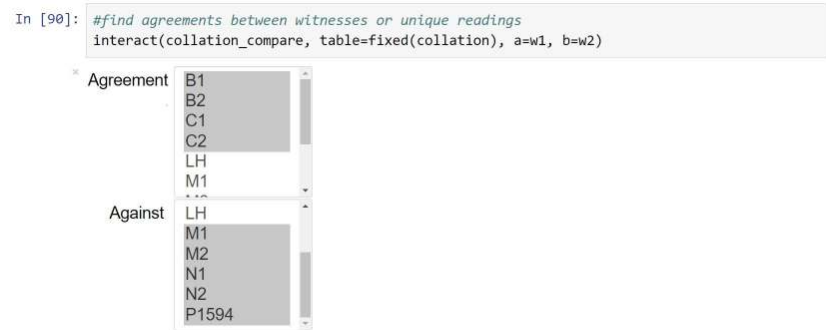 In [90]: #find agreements between witnesses or unique readings
interact(collation_compare, table=fixed(collation), a=w1, b=w2)
Agreement
B1
B2
C1
C2
LH
M1
Against
LH
M1
M2
N1
N2
P1594